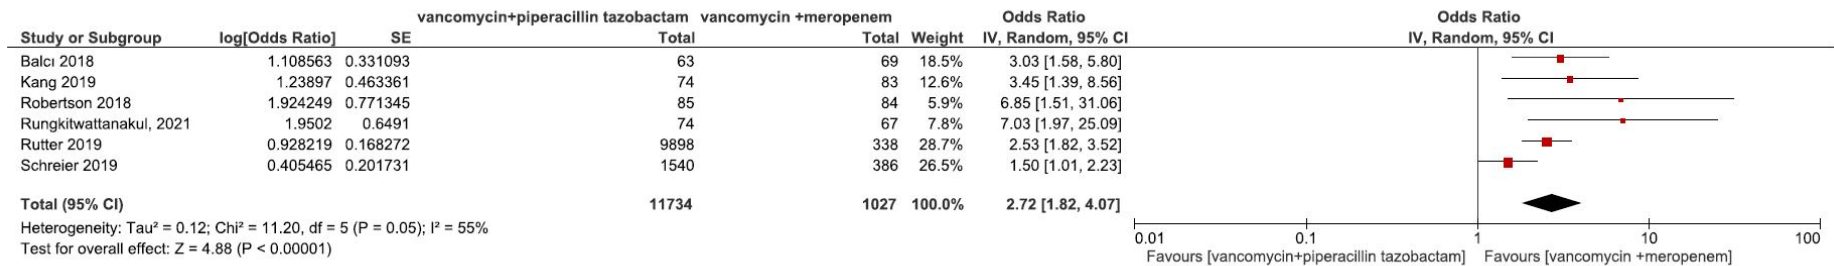 vancomycin+piperacillin tazobactam vancomycin +meropenem Odds Ratio Odds Ratio
Study or Subgroup log[Odds Ratio] SE Total Total Weight IV, Random, 95% CI IV, Random, 95% CI
Balcı 2018 1.108563 0.331093 63 69 18.5% 3.03 [1.58, 5.80]
Kang 2019 1.23897 0.463361 74 83 12.6% 3.45 [1.39, 8.56]
Robertson 2018 1.924249 0.771345 85 84 5.9% 6.85 [1.51, 31.06]
Rungkitwattanakul, 2021 1.9502 0.6491 74 67 7.8% 7.03 [1.97, 25.09]
Rutter 2019 0.928219 0.168272 9898 338 28.7% 2.53 [1.82, 3.52]
Schreier 2019 0.405465 0.201731 1540 386 26.5% 1.50 [1.01, 2.23]
Total (95% CI) 11734 1027 100.0% 2.72 [1.82, 4.07]
Heterogeneity: Tau² = 0.12; Chi² = 11.20, df = 5 (P = 0.05); I² = 55%
Test for overall effect: Z = 4.88 (P < 0.00001)
0.01 0.1 1 10 100
Favours [vancomycin+piperacillin tazobactam] Favours [vancomycin +meropenem]